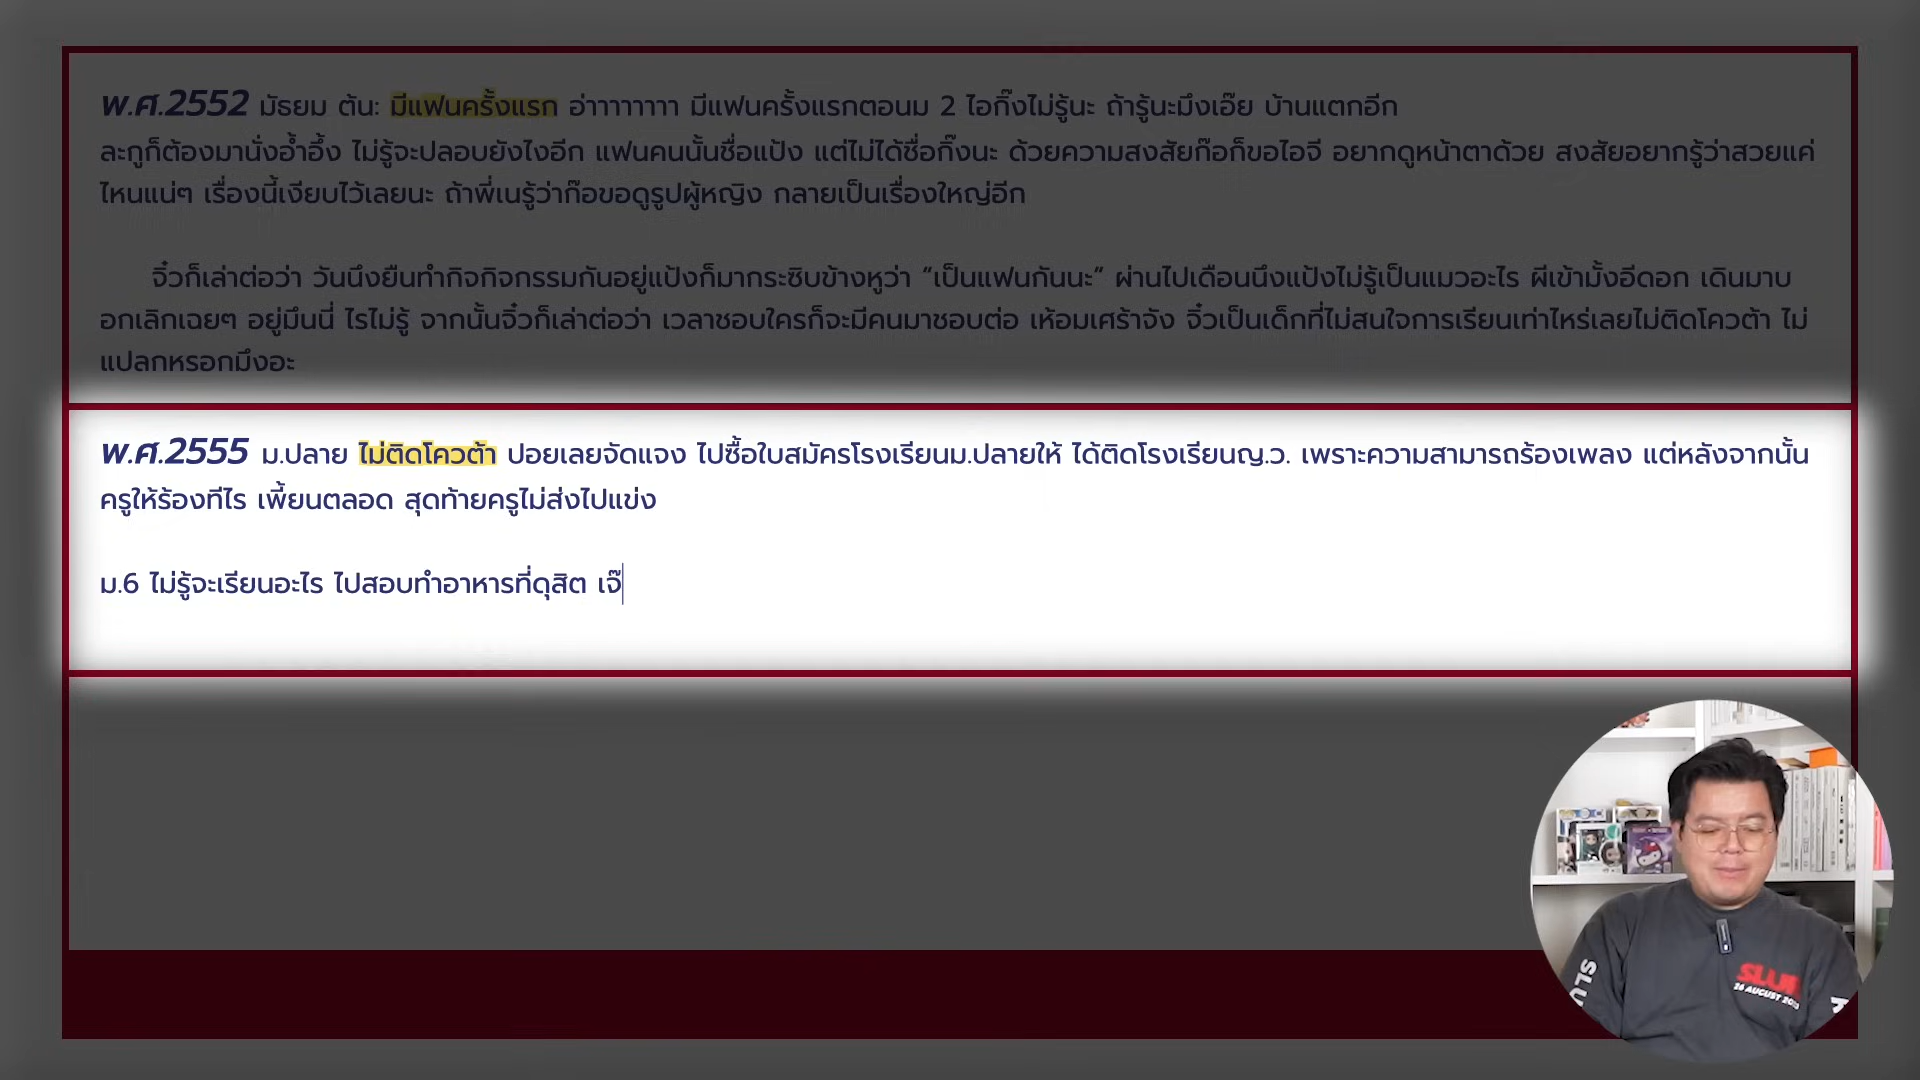 พ.ศ.2552 มัธยม ต้น: มีแฟนครั้งแรก อ่าาาาาาาา มีแฟนครั้งแรกตอนม 2 ไอกิ๊งไม่รู้นะ ถ้ารู้นะมึงเอ๊ย บ้านแตกอีก
ละกูก็ต้องมานั่งอ้ำอึ้ง ไม่รู้จะปลอบยังไงอีก แฟนคนนั้นชื่อแป้ง แต่ไม่ได้ชื่อกิ๊งนะ ด้วยความสงสัยก๊อก็ขอไอจี อยากดูหน้าตาด้วย สงสัยอยากรู้ว่าสวยแค่
ไหนแน่ๆ เรื่องนี้เงียบไว้เลยนะ ถ้าพี่เนรู้ว่าก๊อขอดูรูปผู้หญิง กลายเป็นเรื่องใหญ่อีก
จิ๋วก็เล่าต่อว่า วันนึงยืนทำกิจกิจกรรมกันอยู่แป้งก็มากระซิบข้างหูว่า “เป็นแฟนกันนะ” ผ่านไปเดือนนึงแป้งไม่รู้เป็นแมวอะไร ผีเข้ามั้งอีดอก เดินมาบ
อกเลิกเฉยๆ อยู่มึนนี่ ไรไม่รู้ จากนั้นจิ๋วก็เล่าต่อว่า เวลาชอบใครก็จะมีคนมาชอบต่อ เห้อมเศร้าจัง จิ๋วเป็นเด็กที่ไม่สนใจการเรียนเท่าไหร่เลยไม่ติดโควต้า ไม่
แปลกหรอกมึงอะ
พ.ศ.2555 ม.ปลาย ไม่ติดโควต้า ปอยเลยจัดแจง ไปซื้อใบสมัครโรงเรียนม.ปลายให้ ได้ติดโรงเรียนญ.ว. เพราะความสามารถร้องเพลง แต่หลังจากนั้น
ครูให้ร้องทีไร เพี้ยนตลอด สุดท้ายครูไม่ส่งไปแข่ง
ม.6 ไม่รู้จะเรียนอะไร ไปสอบทำอาหารที่ดุสิต เจ๊
SLU
26 AUGUST